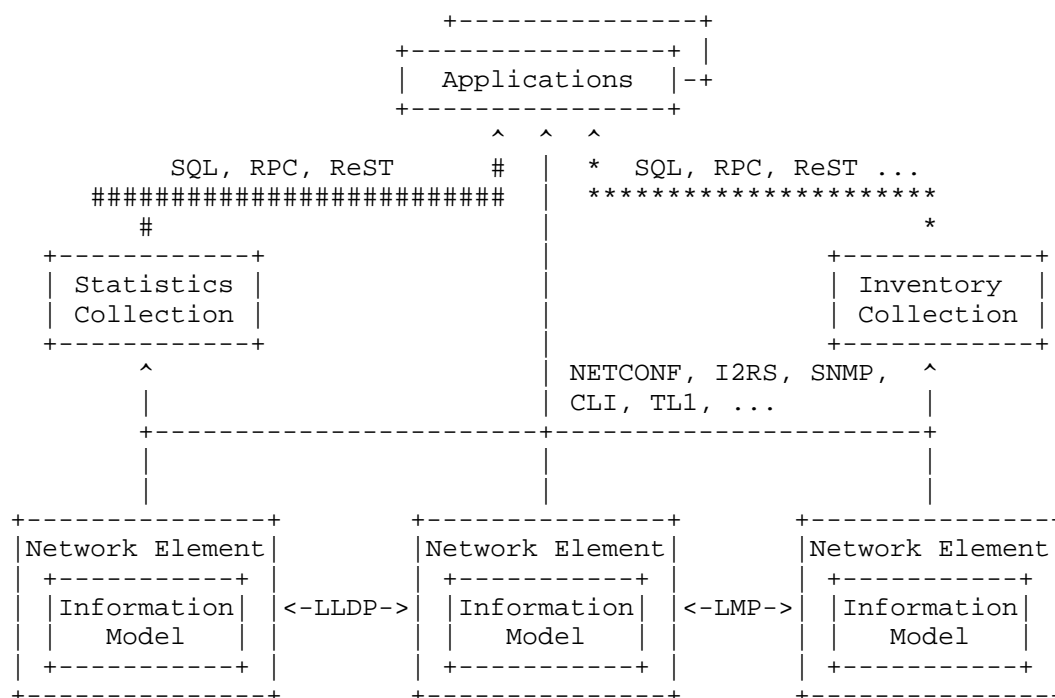 Applications
SQL, RPC, ReST
SQL, RPC, ReST ...
Statistics
Collection
Inventory
Collection
NETCONF, I2RS, SNMP,
CLI, TL1, ...
Network Element
Network Element
Network Element
Information
Model
<-LLDP->
Information
Model
<-LMP->
Information
Model